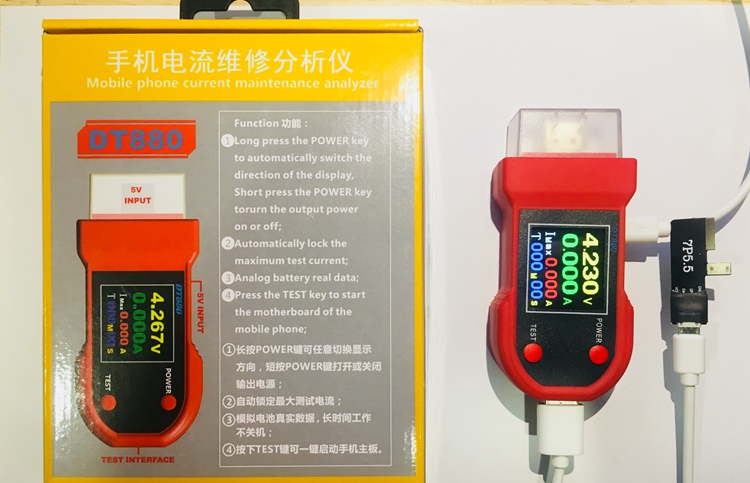 手机电流维修分析仪
Mobile phone current maintenance analyzer
DT880
5V
INPUT
DT880
5V INPUT
4.267V
0.000A
IMax 0.000A
TEST
POWER
TEST INTERFACE
Function 功能：
①Long press the POWER key
to automatically switch the
direction of the display,
Short press the POWER key
torurn the output power
on or off;
②Automatically lock the
maximum test current;
③Analog battery real data;
④Press the TEST key to start
the motherboard of the
mobile phone;
①长按POWER键可任意切换显示
方向，短按POWER键打开或关闭
输出电源；
②自动锁定最大测试电流；
③模拟电池真实数据，长时间工作
不关机；
④按下TEST键可一键启动手机主板。
4.230V
0.000A
IMax 0.000A
T 000M 00S
TEST
POWER
7P5.5